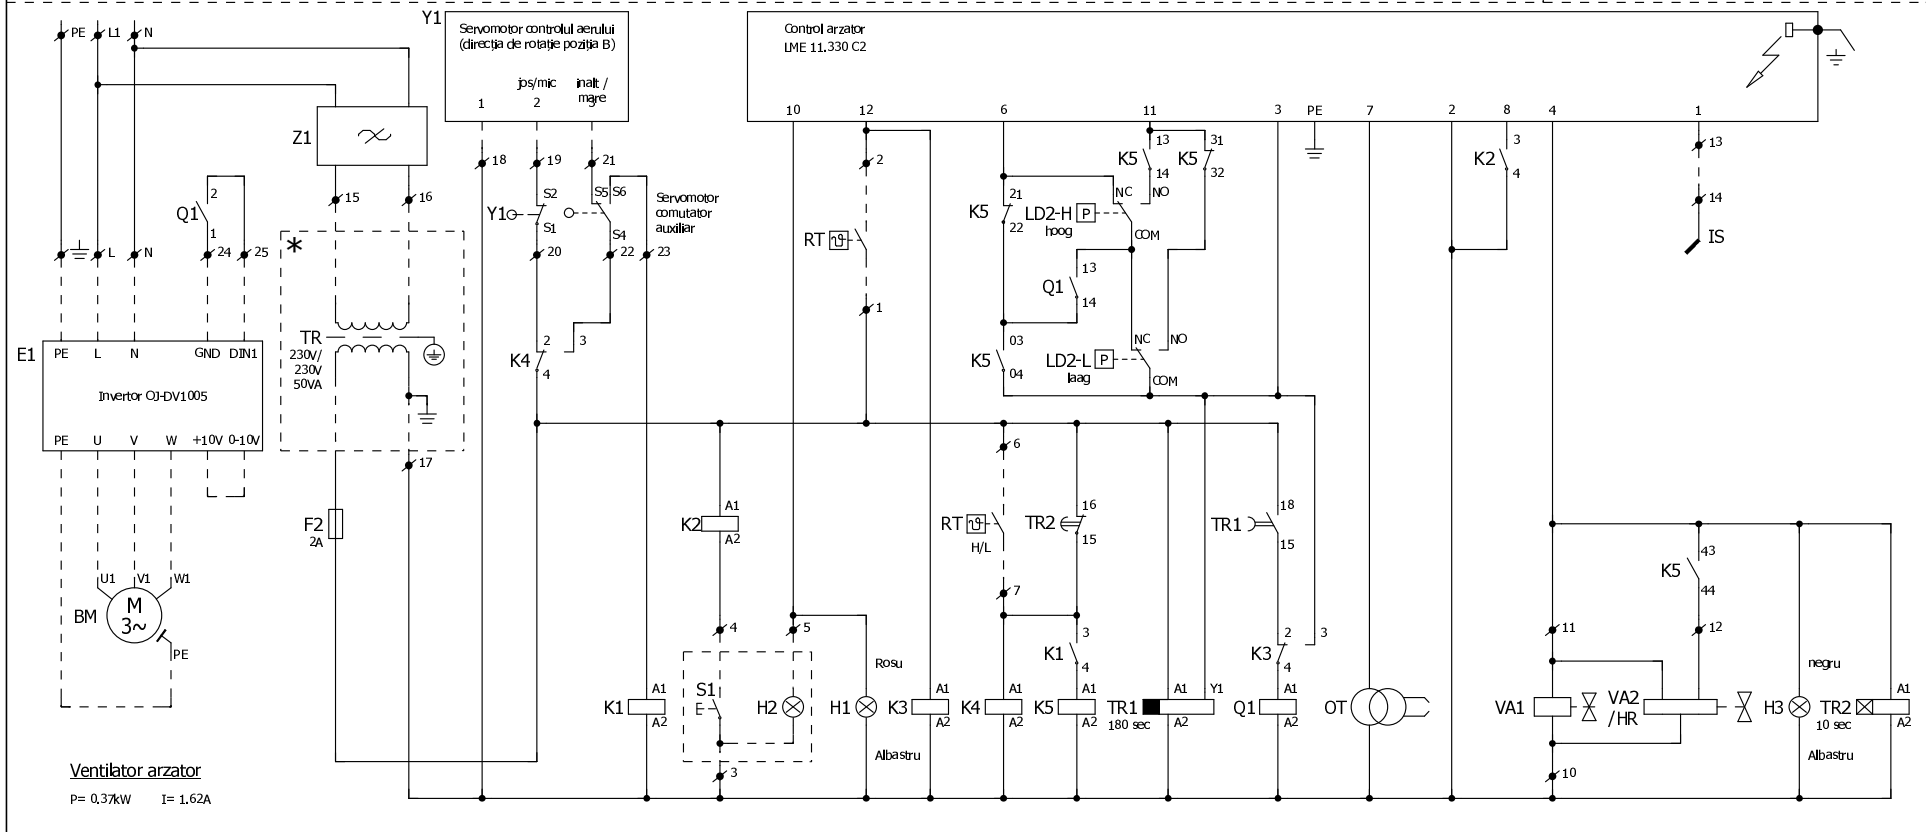 PE L1 N
Y1
Servomotor controlul aerului
(direcția de rotație poziția B)
jos/mic
inalt /
mare
1 2 3
Control arzator
LME 11.330 C2
10 12 6 11 3 PE 7 2 8 4 1
Z1
15 16
18 19 21
S2
S5 S6
Y1
S1
S4
Servomotor
comutator
auxiliar
20 22 23
2
Q1
1
L N 24 25
*
2
RT
1
13
K5
14
31
K5
32
21
K5
22
NC NO
LD2-H P
hoog
COM
13
Q1
14
3
K2
4
13
14
IS
E1
PE L N GND DIN1
Invertor OJ-DV1005
PE U V W +10V 0-10V
TR
230V/
230V
50VA
2 3
K4
4
03
K5
04
NC NO
LD2-L P
laag
COM
17
F2
2A
U1 V1 W1
BM
M
3~
PE
A1
K2
A2
6
RT
H/L
7
16
TR2
15
18
TR1
15
43
K5
44
4 5
3
K1
4
2 3
K3
4
11 12
Rosu
negru
S1
E
H2
H1
A1
K1
A2
A1
K3
A2
A1
K4
A2
A1
K5
A2
A1 Y1
TR1
180 sec
A2
A1
Q1
A2
OT
VA1
VA2
/HR
H3
A1
TR2
10 sec
A2
Albastru
Albastru
3
10
Ventilator arzator
P= 0.37kW I= 1.62A